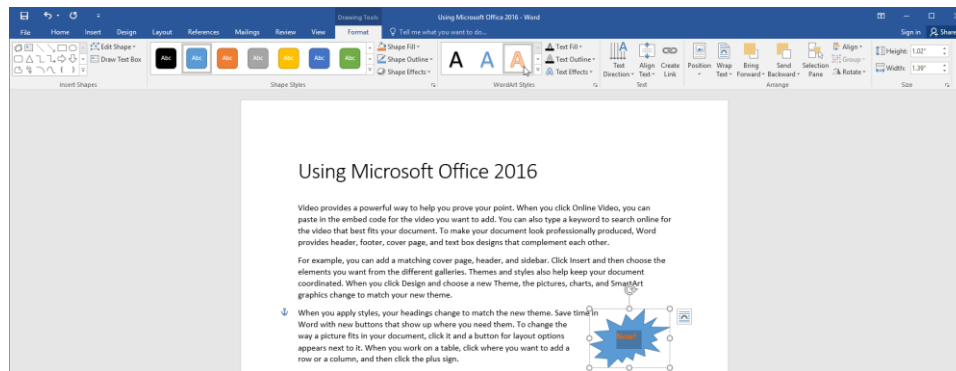 Drawing Tools
Using Microsoft Office 2016 - Word
File Home Insert Design Layout References Mailings Review View Format Tell me what you want to do... Sign in Share
Edit Shape
Draw Text Box
Insert Shapes
Abc Abc Abc Abc Abc Abc Abc
Shape Fill
Shape Outline
Shape Effects
Shape Styles
A A A
Text Fill
Text Outline
Text Effects
WordArt Styles
Text Direction
Align Text
Create Link
Text
Position
Wrap Text
Bring Forward
Send Backward
Selection Pane
Align
Group
Rotate
Arrange
Height: 1.02"
Width: 1.39"
Size
Using Microsoft Office 2016
Video provides a powerful way to help you prove your point. When you click Online Video, you can
paste in the embed code for the video you want to add. You can also type a keyword to search online for
the video that best fits your document. To make your document look professionally produced, Word
provides header, footer, cover page, and text box designs that complement each other.
For example, you can add a matching cover page, header, and sidebar. Click Insert and then choose the
elements you want from the different galleries. Themes and styles also help keep your document
coordinated. When you click Design and choose a new Theme, the pictures, charts, and SmartArt
graphics change to match your new theme.
When you apply styles, your headings change to match the new theme. Save time in
Word with new buttons that show up where you need them. To change the
way a picture fits in your document, click it and a button for layout options
appears next to it. When you work on a table, click where you want to add a
row or a column, and then click the plus sign.